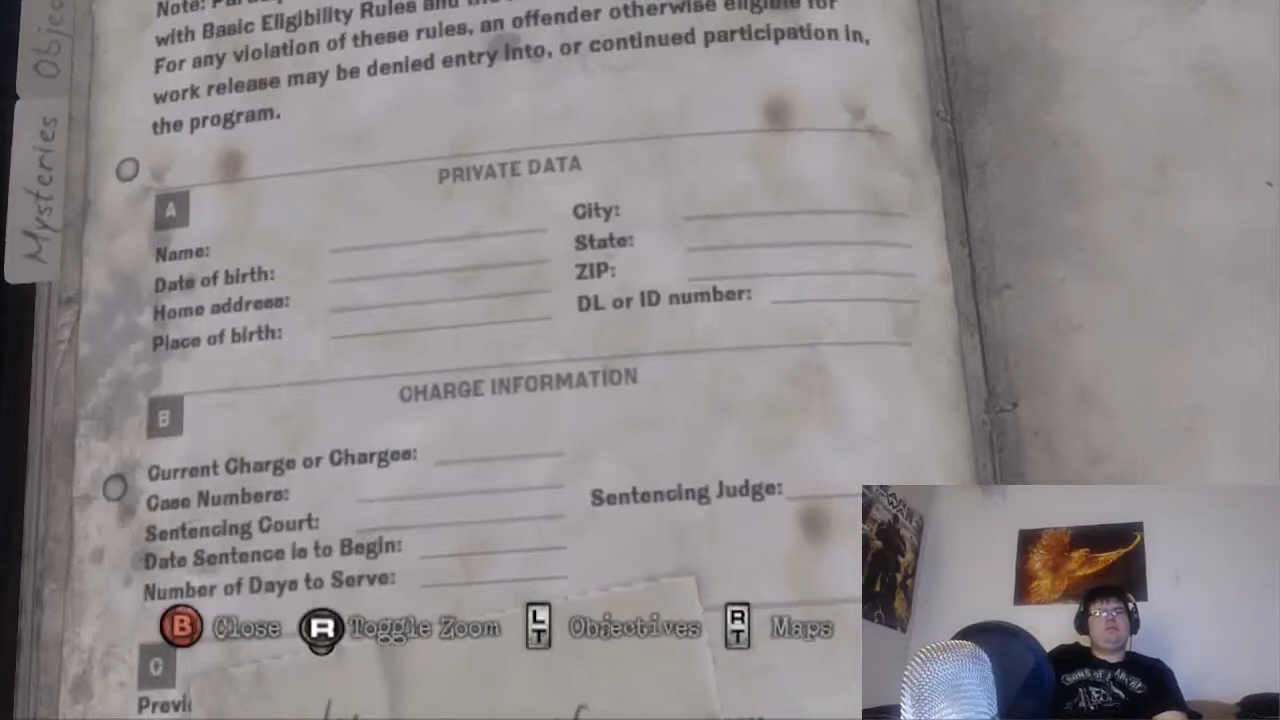 Note:
with Basic Eligibility Rules and
For any violation of these rules, an offender otherwise eligible for
work release may be denied entry into, or continued participation in,
the program.
Mysteries
PRIVATE DATA
A
Name:
Date of birth:
Home address:
Place of birth:
City:
State:
ZIP:
DL or ID number:
CHARGE INFORMATION
B
Current Charge or Charges:
Case Numbers:
Sentencing Court:
Date Sentence is to Begin:
Number of Days to Serve:
Sentencing Judge:
B Close R Toggle Zoom LT Objectives RT Maps
C